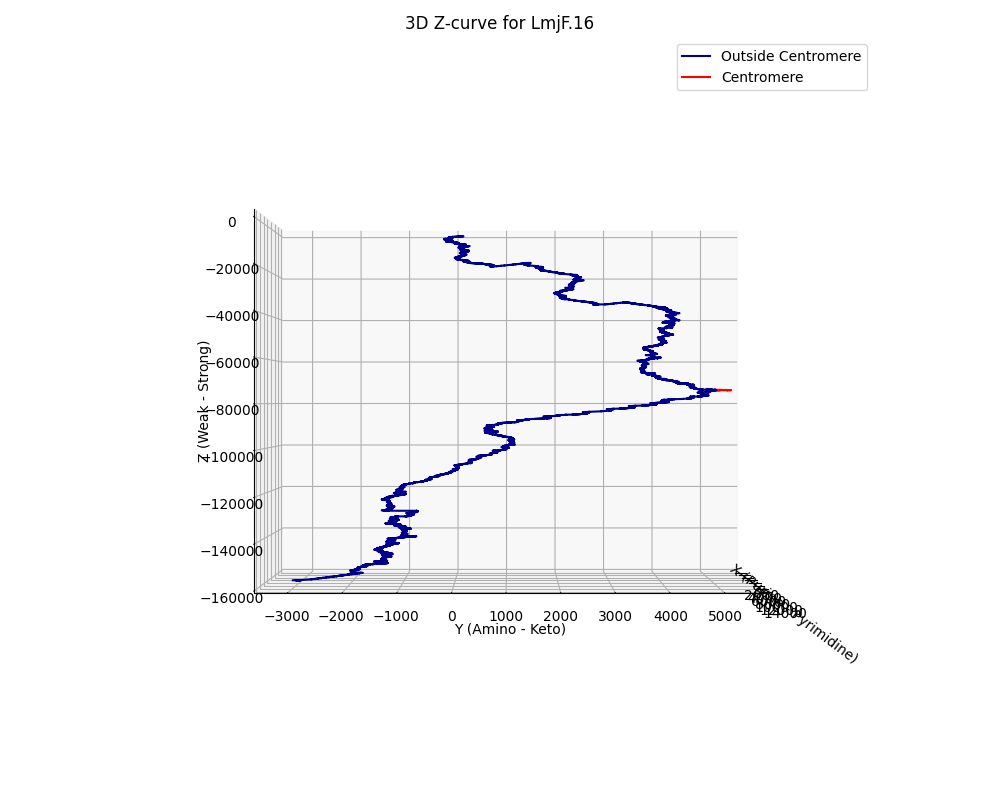 3D Z-curve for LmjF.16
Outside Centromere
Centromere
0
−20000
−40000
−60000
−80000
−100000
−120000
−140000
−160000
Z (Weak - Strong)
−3000 −2000 −1000 0 1000 2000 3000 4000 5000
Y (Amino - Keto)